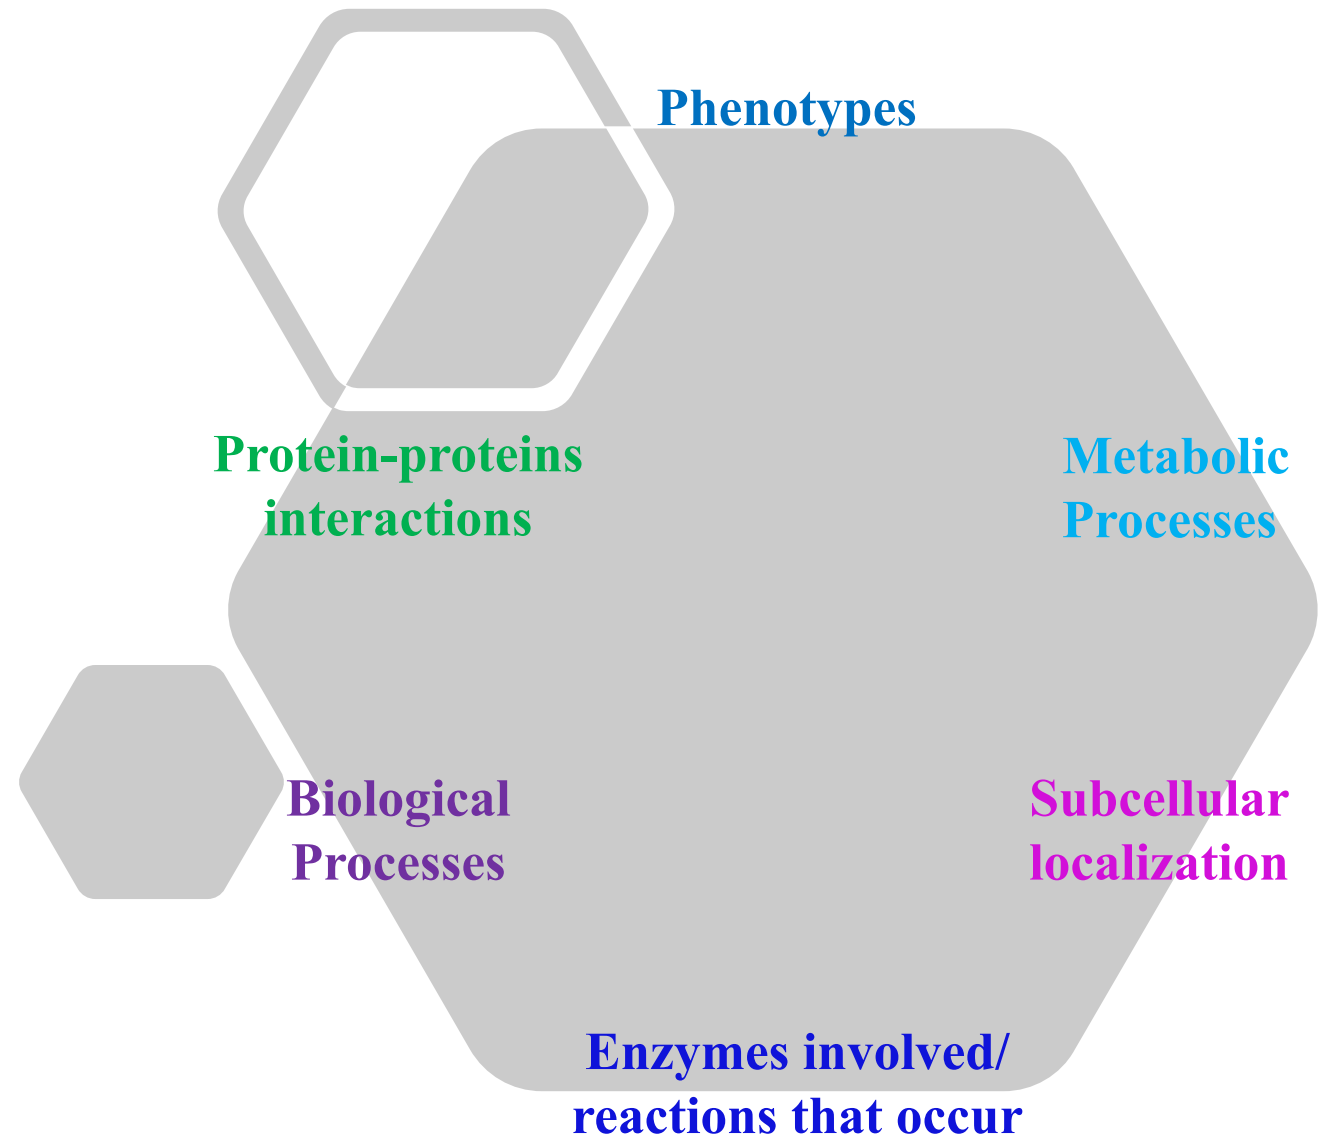 Phenotypes
Protein-proteins
interactions
Metabolic
Processes
Biological
Processes
Subcellular
localization
Enzymes involved/
reactions that occur